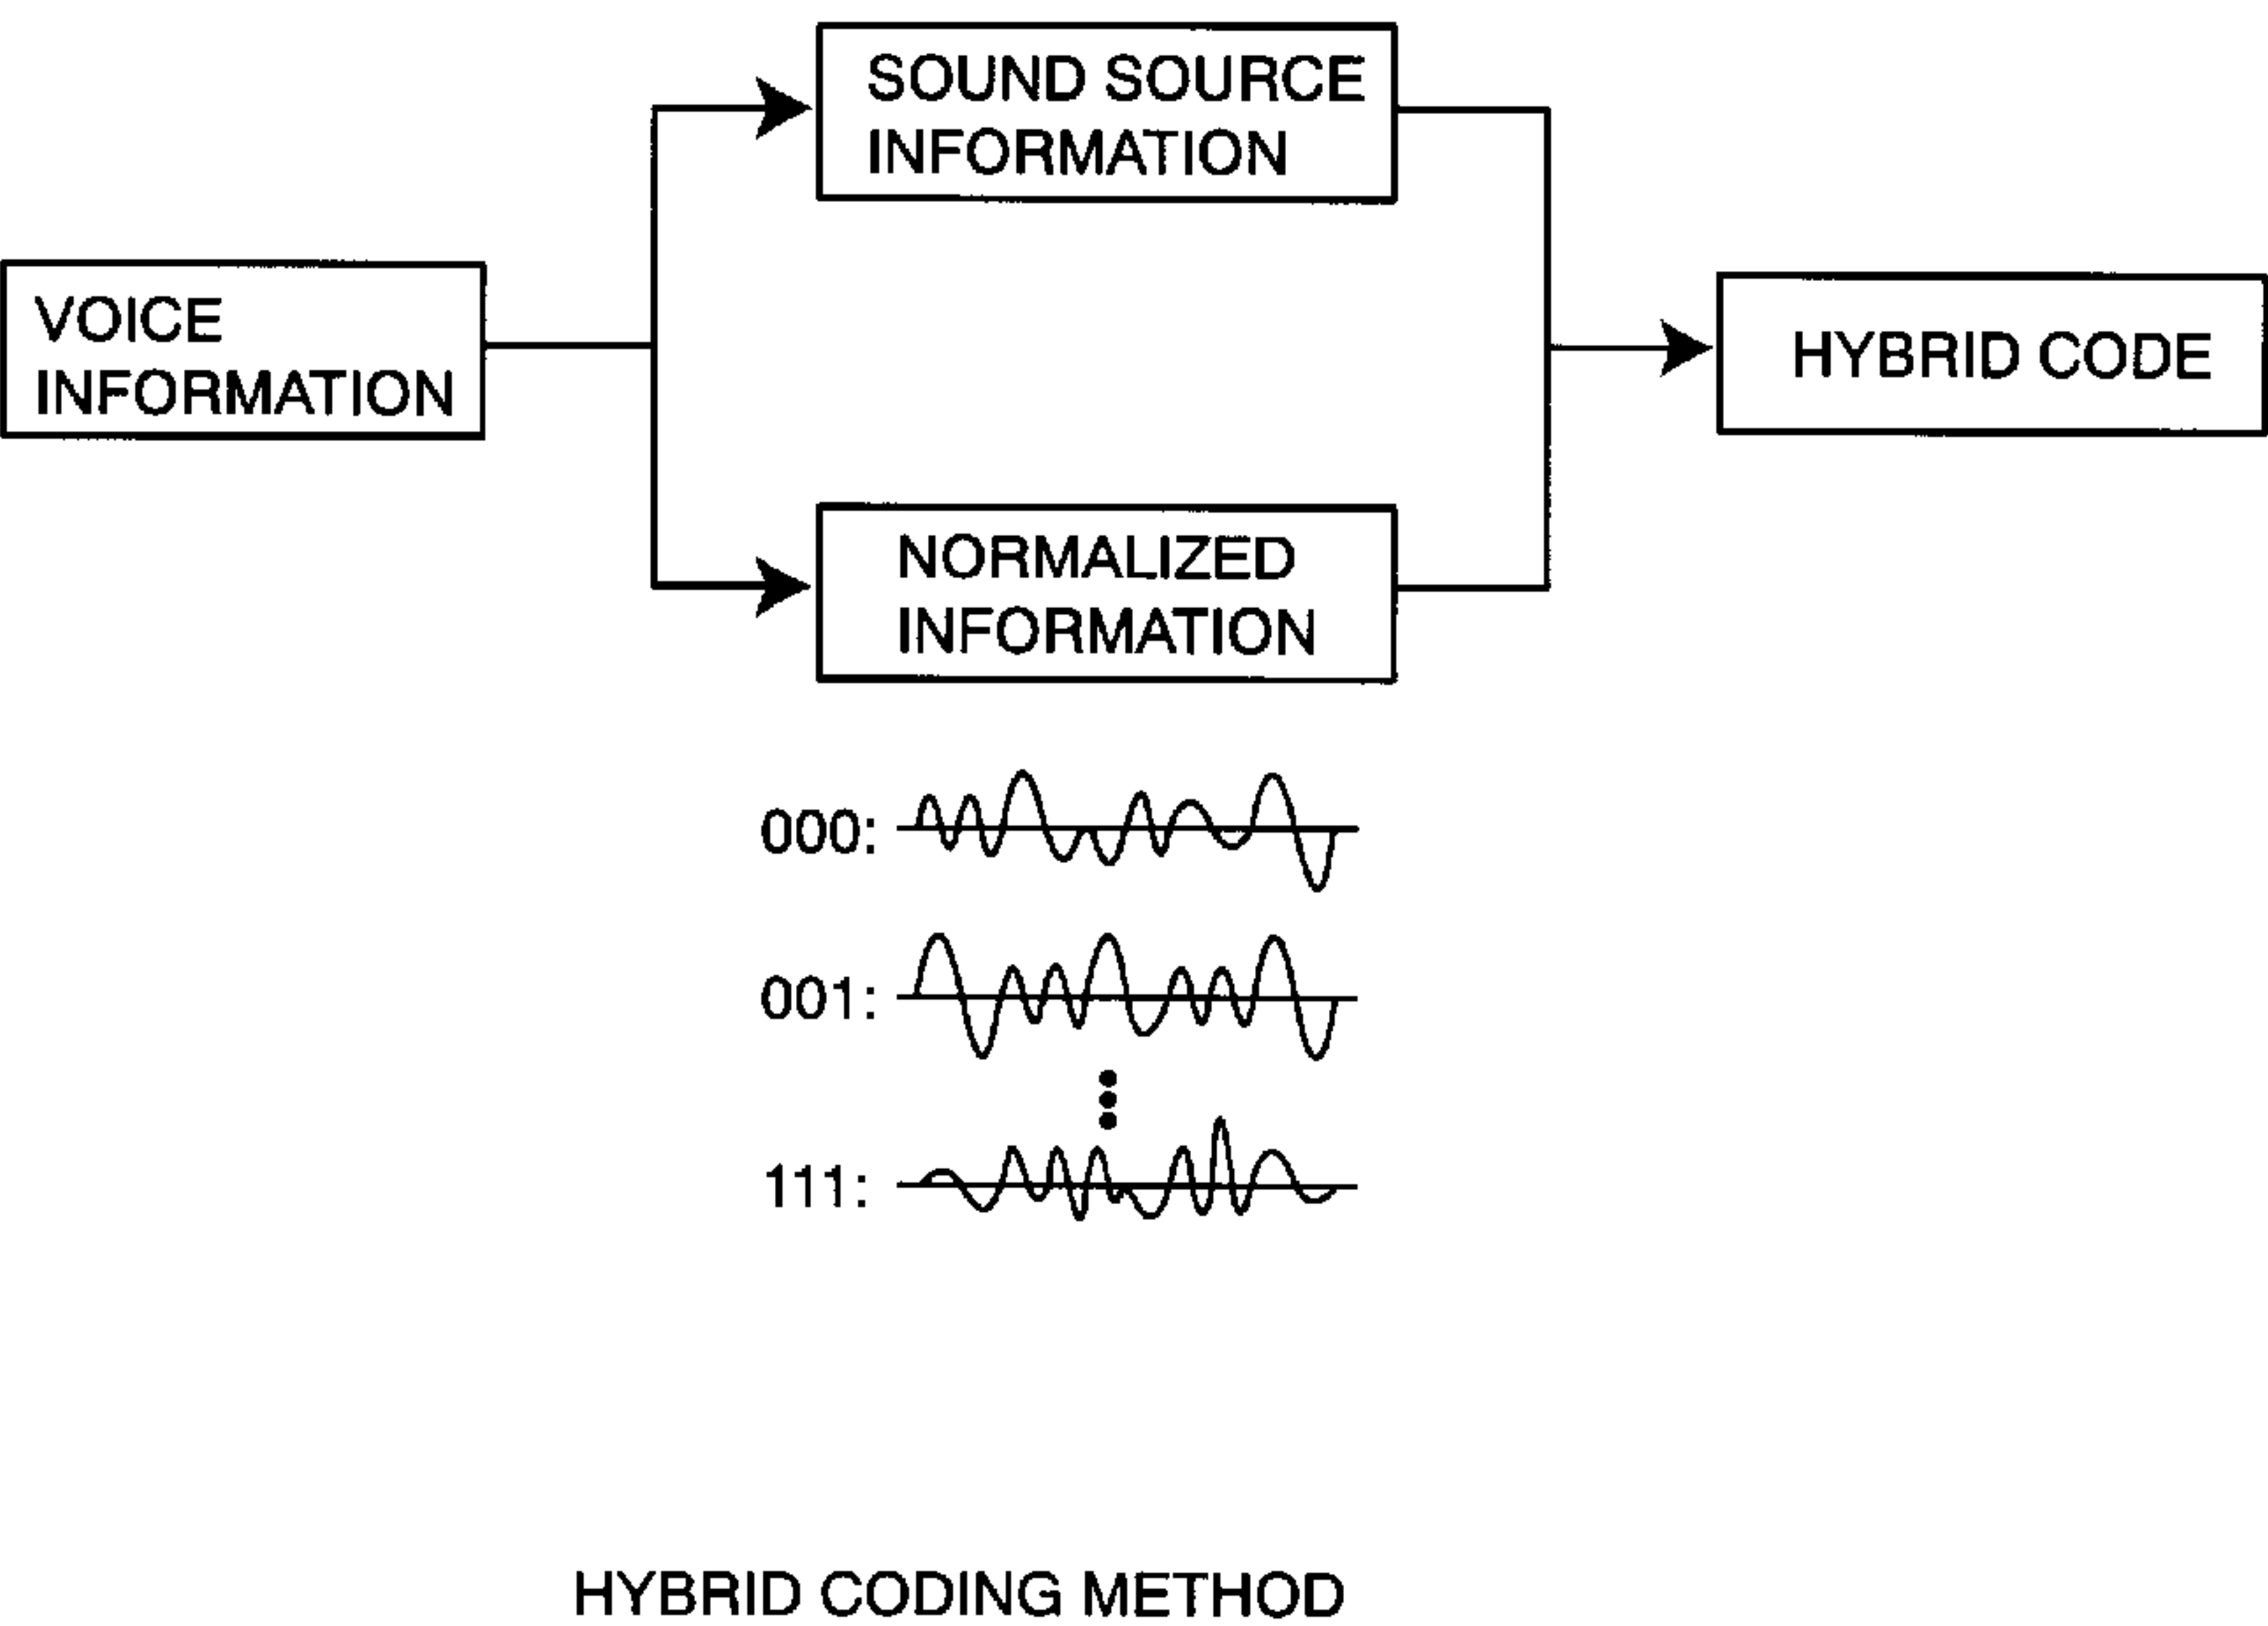 SOUND SOURCE
INFORMATION
VOICE
INFORMATION
HYBRID CODE
NORMALIZED
INFORMATION
000:
001:
111:
HYBRID CODING METHOD